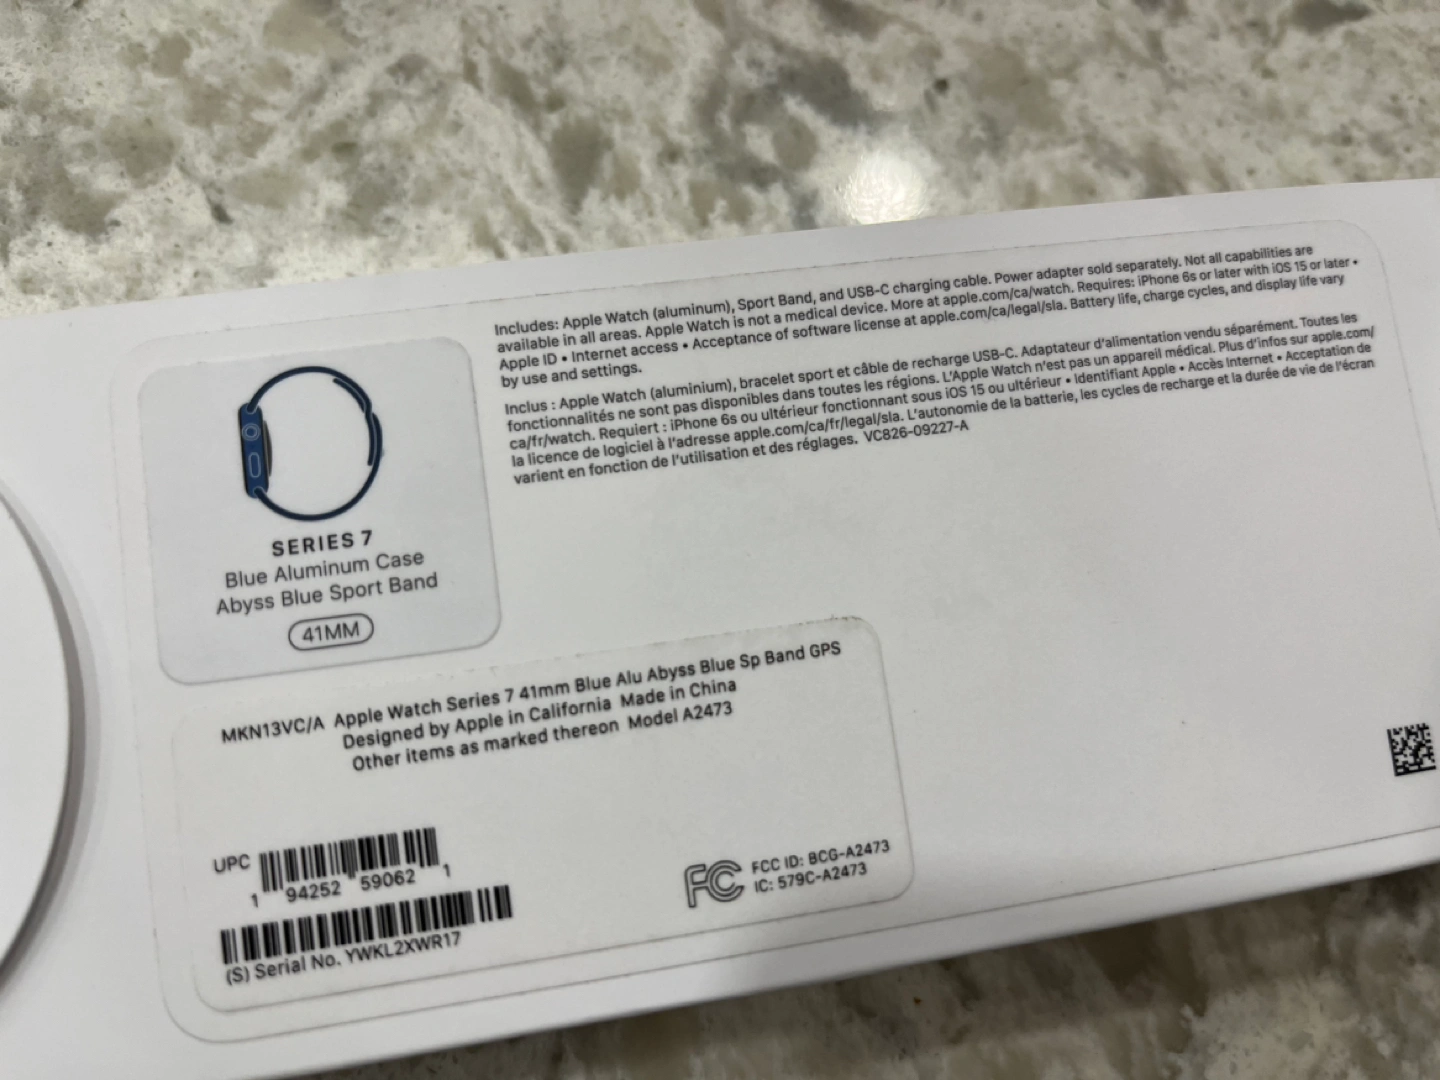 Includes: Apple Watch (aluminum), Sport Band, and USB-C charging cable. Power adapter sold separately. Not all capabilities are
available in all areas. Apple Watch is not a medical device. More at apple.com/ca/watch. Requires: iPhone 6s or later with iOS 15 or later •
Apple ID • Internet access • Acceptance of software license at apple.com/ca/legal/sla. Battery life, charge cycles, and display life vary
by use and settings.
Inclus : Apple Watch (aluminium), bracelet sport et câble de recharge USB-C. Adaptateur d'alimentation vendu séparément. Toutes les
fonctionnalités ne sont pas disponibles dans toutes les régions. L'Apple Watch n'est pas un appareil médical. Plus d'infos sur apple.com/
ca/fr/watch. Requiert : iPhone 6s ou ultérieur fonctionnant sous iOS 15 ou ultérieur • Identifiant Apple • Accès Internet • Acceptation de
la licence de logiciel à l'adresse apple.com/ca/fr/legal/sla. L'autonomie de la batterie, les cycles de recharge et la durée de vie de l'écran
varient en fonction de l'utilisation et des réglages. VC826-09227-A
SERIES 7
Blue Aluminum Case
Abyss Blue Sport Band
41MM
MKN13VC/A Apple Watch Series 7 41mm Blue Alu Abyss Blue Sp Band GPS
Designed by Apple in California Made in China
Other items as marked thereon Model A2473
UPC
1 94252 59062 1
(S) Serial No. YWKL2XWR17
FC FCC ID: BCG-A2473
IC: 579C-A2473